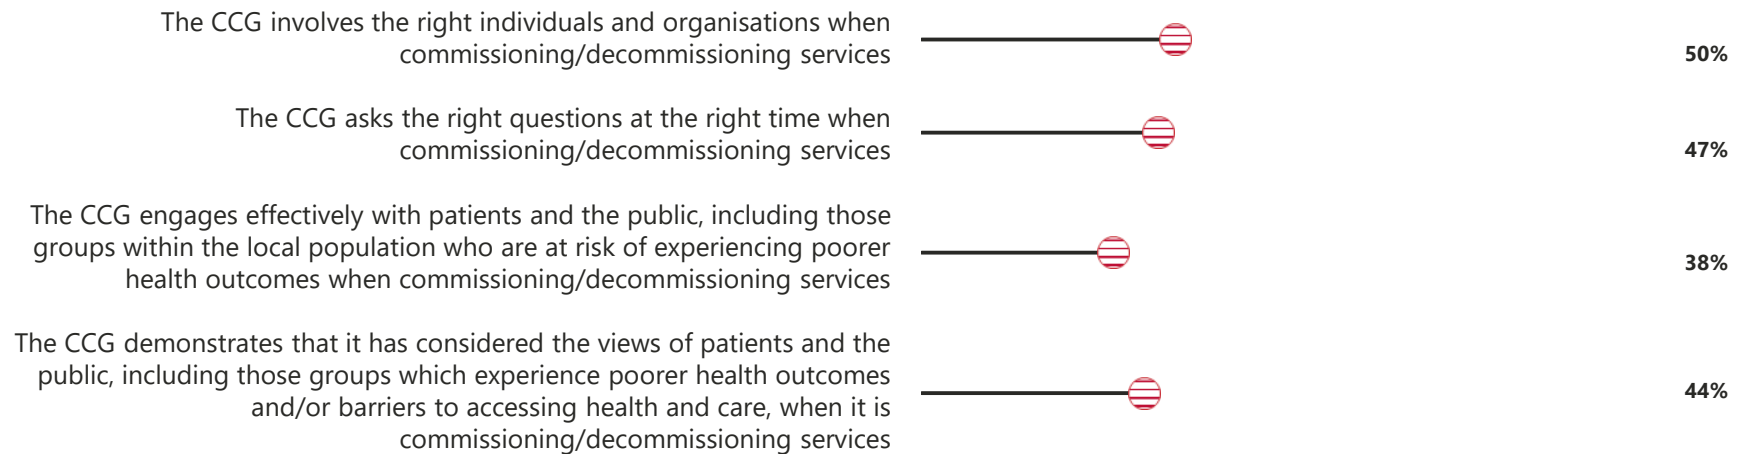 The CCG involves the right individuals and organisations when
commissioning/decommissioning services
50%
The CCG asks the right questions at the right time when
commissioning/decommissioning services
47%
The CCG engages effectively with patients and the public, including those
groups within the local population who are at risk of experiencing poorer
health outcomes when commissioning/decommissioning services
38%
The CCG demonstrates that it has considered the views of patients and the
public, including those groups which experience poorer health outcomes
and/or barriers to accessing health and care, when it is
commissioning/decommissioning services
44%